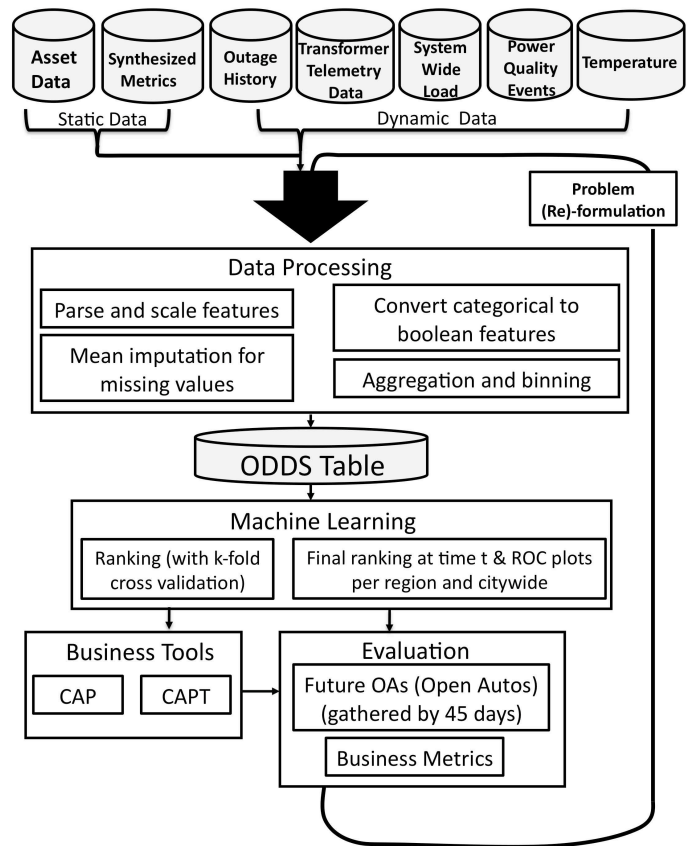 Asset
Data
Synthesized
Metrics
Outage
History
Transformer
Telemetry
Data
System
Wide
Load
Power
Quality
Events
Temperature
Static Data
Dynamic Data
Problem
(Re)-formulation
Data Processing
Parse and scale features
Mean imputation for
missing values
Convert categorical to
boolean features
Aggregation and binning
ODDS Table
Machine Learning
Ranking (with k-fold
cross validation)
Final ranking at time t & ROC plots
per region and citywide
Business Tools
CAP
CAPT
Evaluation
Future OAs (Open Autos)
(gathered by 45 days)
Business Metrics